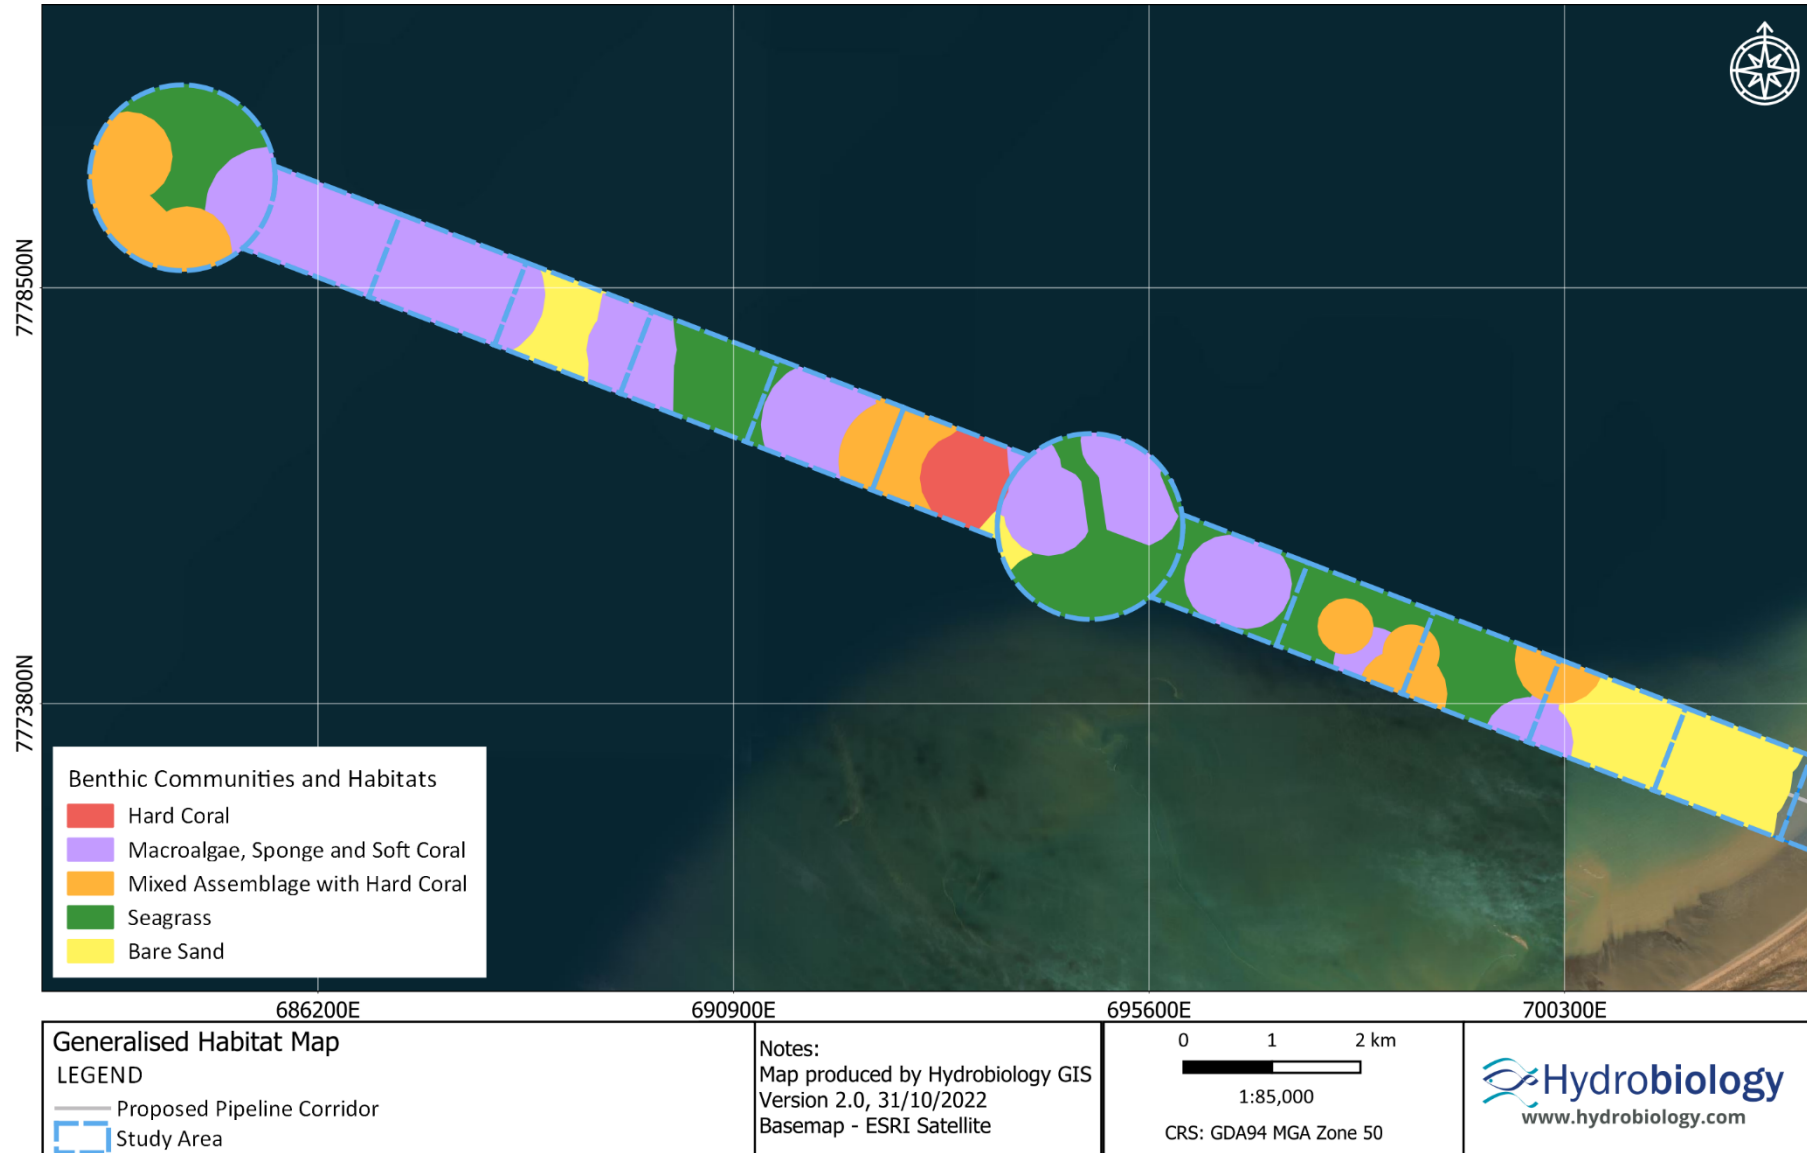 7778500N
7773800N
Benthic Communities and Habitats
Hard Coral
Macroalgae, Sponge and Soft Coral
Mixed Assemblage with Hard Coral
Seagrass
Bare Sand
686200E
690900E
695600E
700300E
Generalised Habitat Map
LEGEND
Proposed Pipeline Corridor
Study Area
Notes:
Map produced by Hydrobiology GIS
Version 2.0, 31/10/2022
Basemap - ESRI Satellite
0 1 2 km
1:85,000
CRS: GDA94 MGA Zone 50
Hydrobiology
www.hydrobiology.com